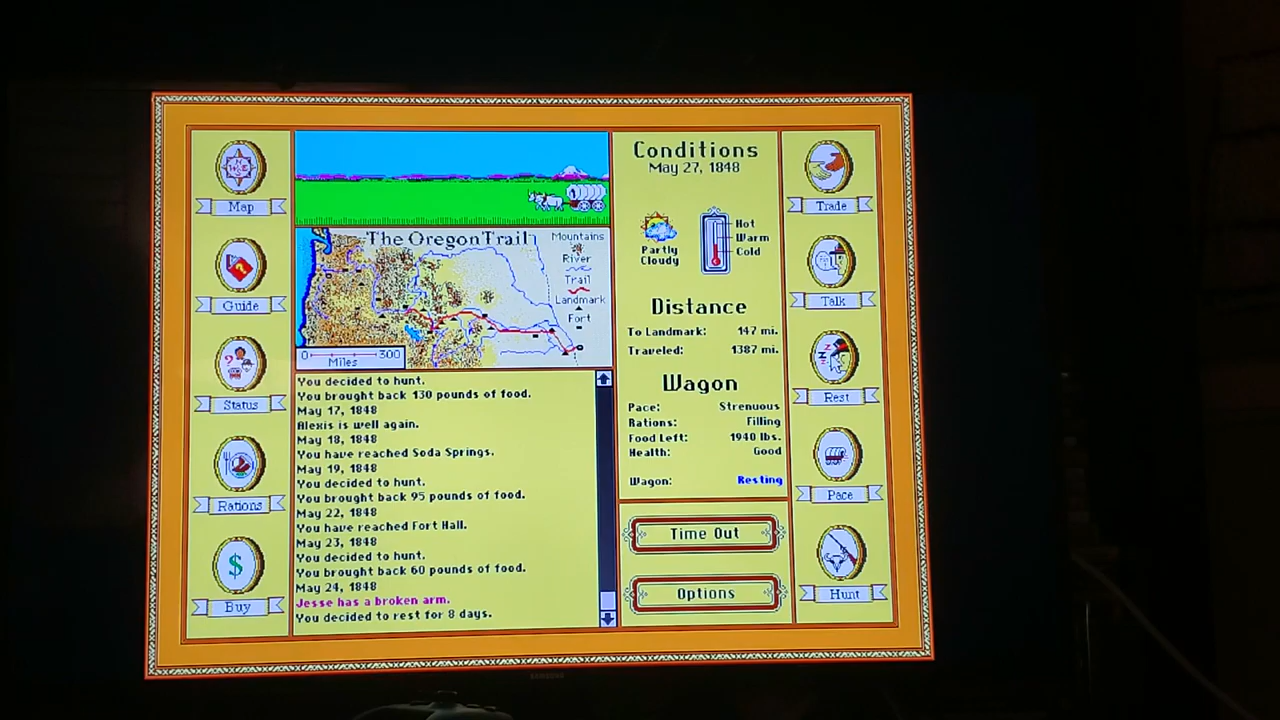 Map
Guide
Status
Rations
$
Buy
The Oregon Trail
Mountains
River
Trail
Landmark
Fort
0 300
Miles
You decided to hunt.
You brought back 130 pounds of food.
May 17, 1848
Alexis is well again.
May 18, 1848
You have reached Soda Springs.
May 19, 1848
You decided to hunt.
You brought back 95 pounds of food.
May 22, 1848
You have reached Fort Hall.
May 23, 1848
You decided to hunt.
You brought back 60 pounds of food.
May 24, 1848
Jesse has a broken arm.
You decided to rest for 8 days.
Conditions
May 27, 1848
Partly
Cloudy
Hot
Warm
Cold
Distance
To Landmark: 147 mi.
Traveled: 1387 mi.
Wagon
Pace: Strenuous
Rations: Filling
Food Left: 1940 lbs.
Health: Good
Wagon: Resting
Time Out
Options
Trade
Talk
Rest
Pace
Hunt
SAMSUNG